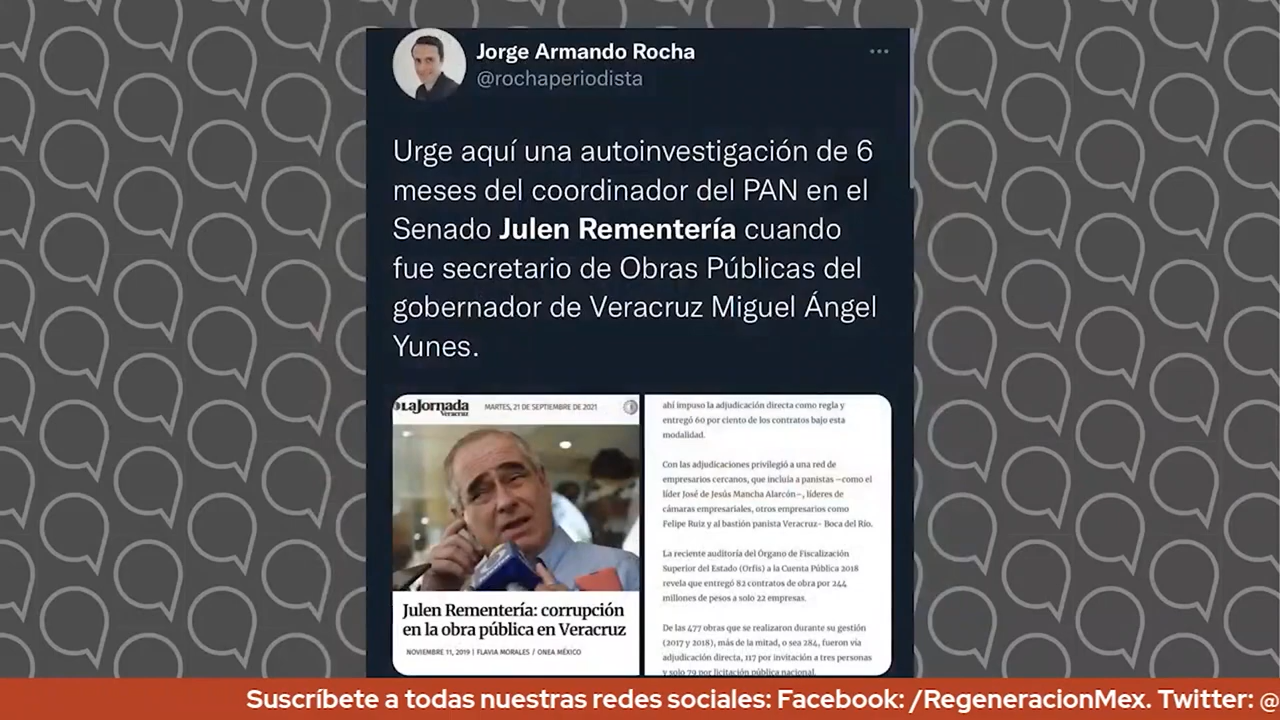 Jorge Armando Rocha
@rochaperiodista
Urge aquí una autoinvestigación de 6
meses del coordinador del PAN en el
Senado Julen Rementería cuando
fue secretario de Obras Públicas del
gobernador de Veracruz Miguel Ángel
Yunes.
LaJornada
Veracruz
MARTES, 21 DE SEPTIEMBRE DE 2021
Julen Rementería: corrupción
en la obra pública en Veracruz
NOVIEMBRE 11, 2019 | FLAVIA MORALES / ONEA MÉXICO
ahí impuso la adjudicación directa como regla y
entregó 60 por ciento de los contratos bajo esta
modalidad.
Con las adjudicaciones privilegió a una red de
empresarios cercanos, que incluía a panistas –como el
líder José de Jesús Mancha Alarcón–, líderes de
cámaras empresariales, otros empresarios como
Felipe Ruiz y al bastión panista Veracruz- Boca del Río.
La reciente auditoría del Órgano de Fiscalización
Superior del Estado (Orfis) a la Cuenta Pública 2018
revela que entregó 82 contratos de obra por 244
millones de pesos a solo 22 empresas.
De las 477 obras que se realizaron durante su gestión
(2017 y 2018), más de la mitad, o sea 284, fueron vía
adjudicación directa, 117 por invitación a tres personas
y solo 79 por licitación pública nacional.
Suscríbete a todas nuestras redes sociales: Facebook: /RegeneracionMex. Twitter: @